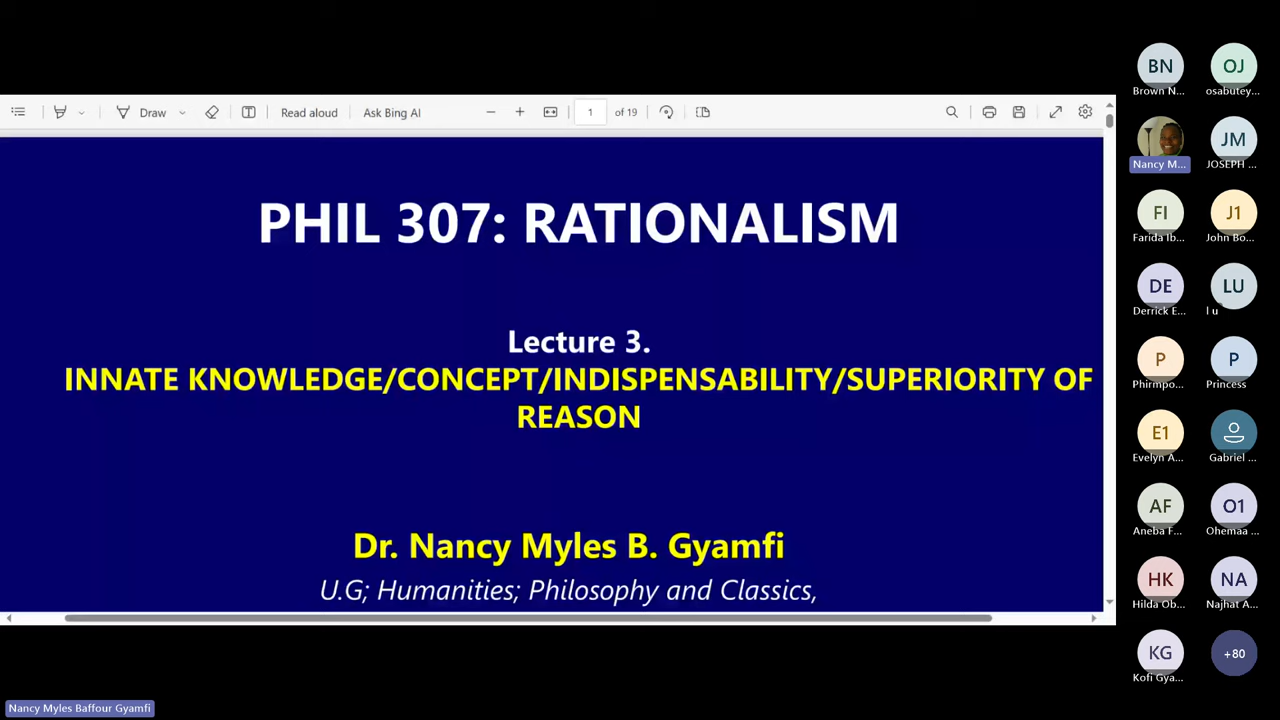 Draw
Read aloud
Ask Bing AI
1 of 19
PHIL 307: RATIONALISM
Lecture 3.
INNATE KNOWLEDGE/CONCEPT/INDISPENSABILITY/SUPERIORITY OF
REASON
Dr. Nancy Myles B. Gyamfi
U.G; Humanities; Philosophy and Classics,
BN
Brown N...
OJ
osabutey...
Nancy M...
JM
JOSEPH ...
FI
Farida Ib...
J1
John Bo...
DE
Derrick E...
LU
l u
P
Phirmpo...
P
Princess
E1
Evelyn A...
Gabriel ...
AF
Aneba F...
O1
Ohemaa ...
HK
Hilda Ob...
NA
Najhat A...
KG
Kofi Gya...
+80
Nancy Myles Baffour Gyamfi